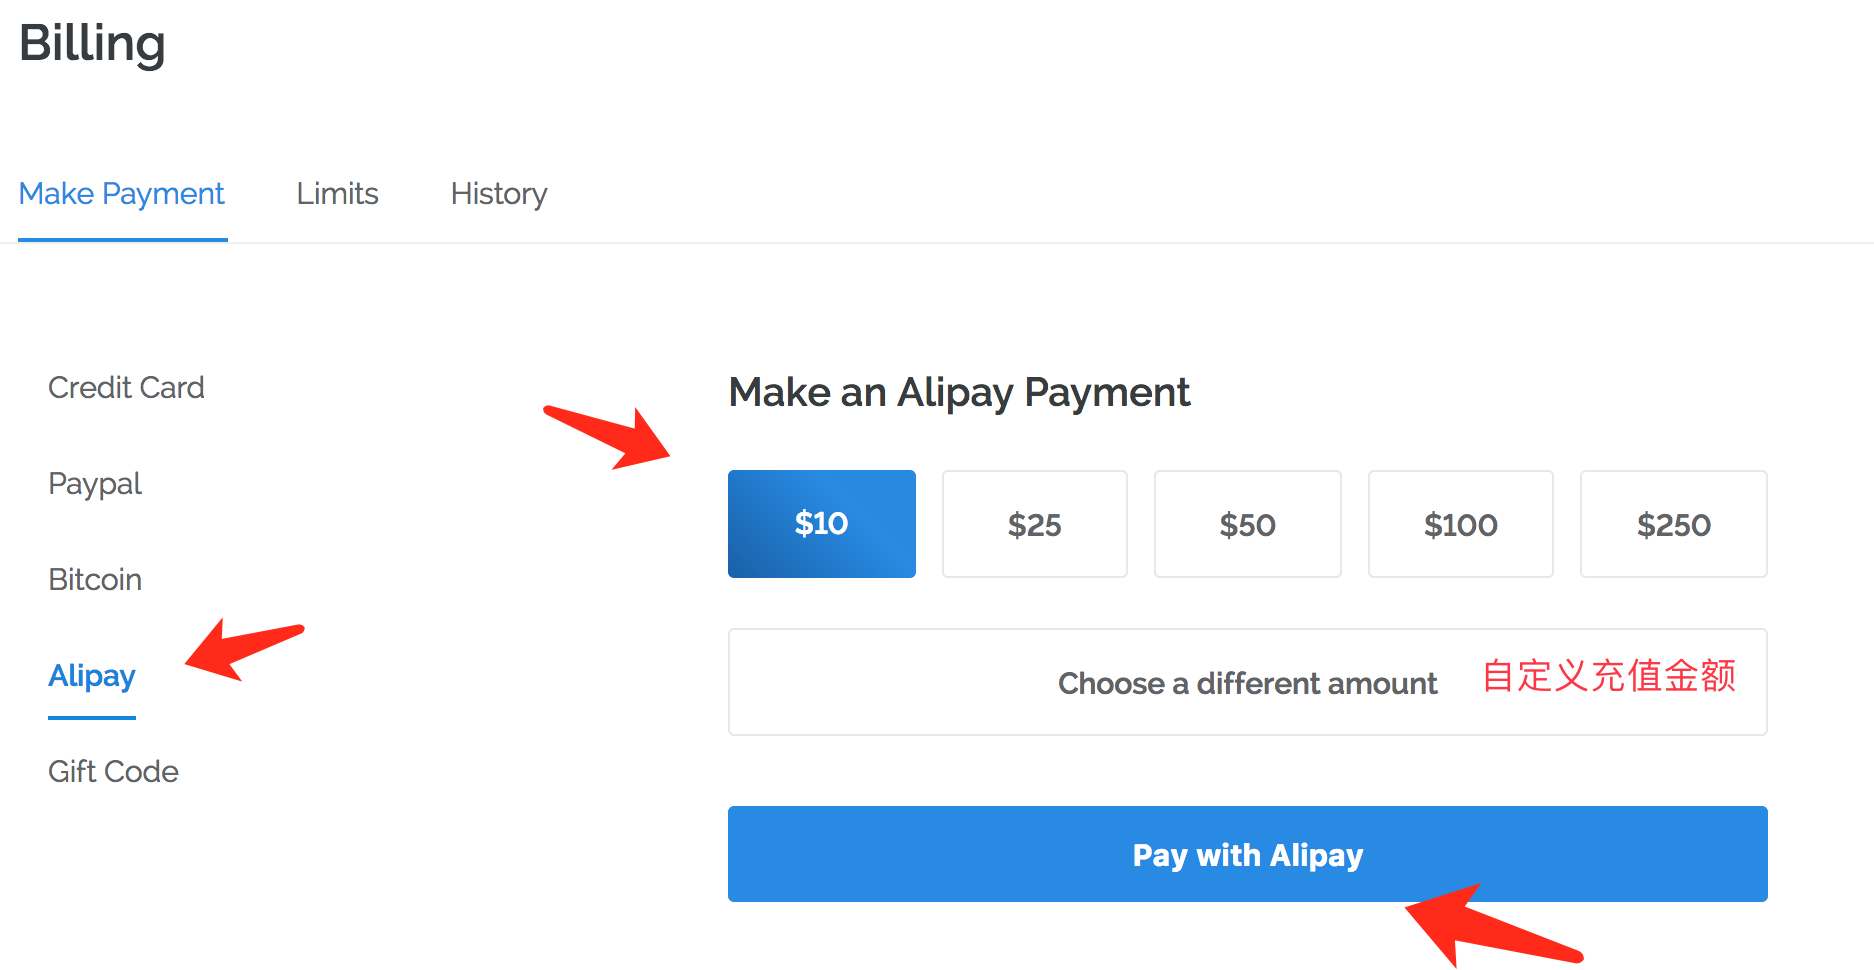 Billing
Make Payment Limits History
Credit Card
Paypal
Bitcoin
Alipay
Gift Code
Make an Alipay Payment
$10 $25 $50 $100 $250
Choose a different amount 自定义充值金额
Pay with Alipay